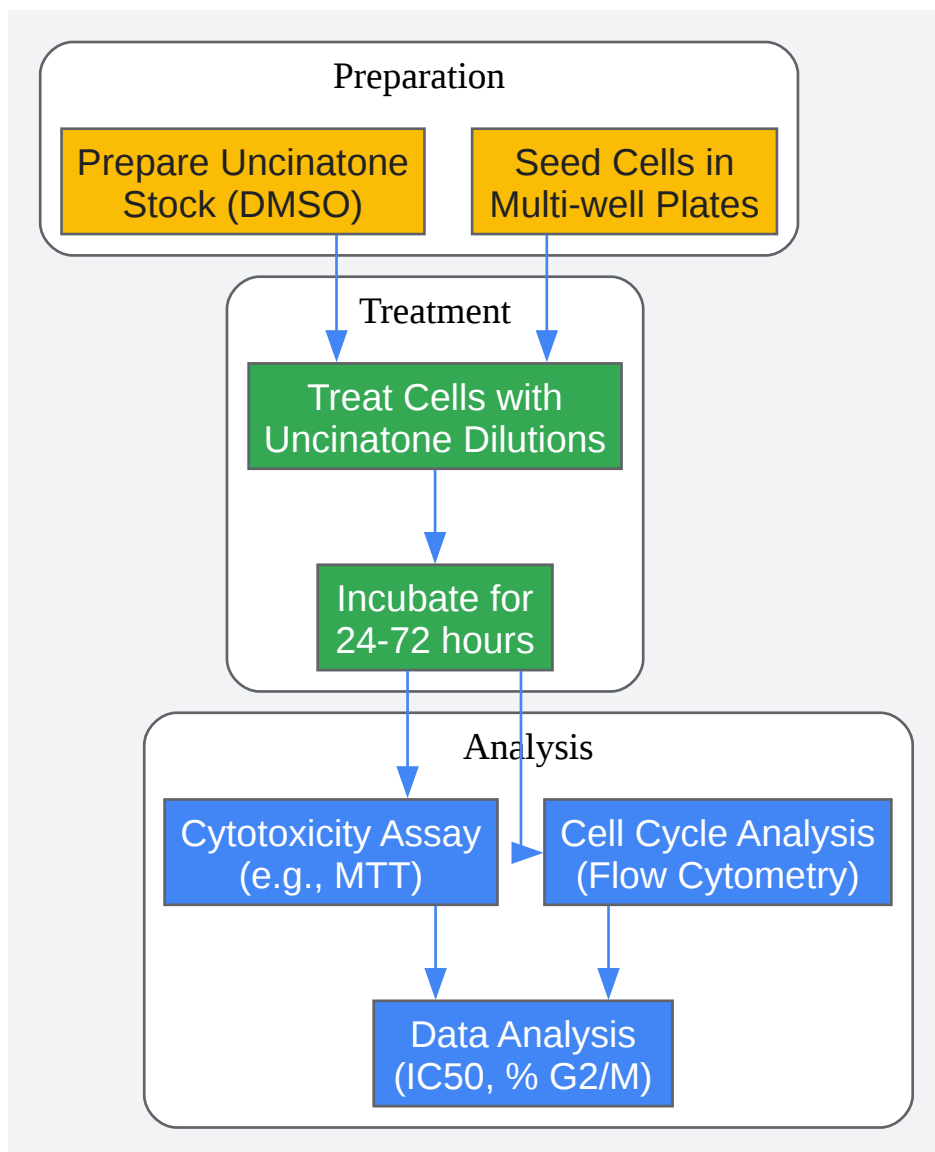 Preparation
Prepare Uncinatone
Stock (DMSO)
Seed Cells in
Multi-well Plates
Treatment
Treat Cells with
Uncinatone Dilutions
Incubate for
24-72 hours
Analysis
Cytotoxicity Assay
(e.g., MTT)
Cell Cycle Analysis
(Flow Cytometry)
Data Analysis
(IC50, % G2/M)